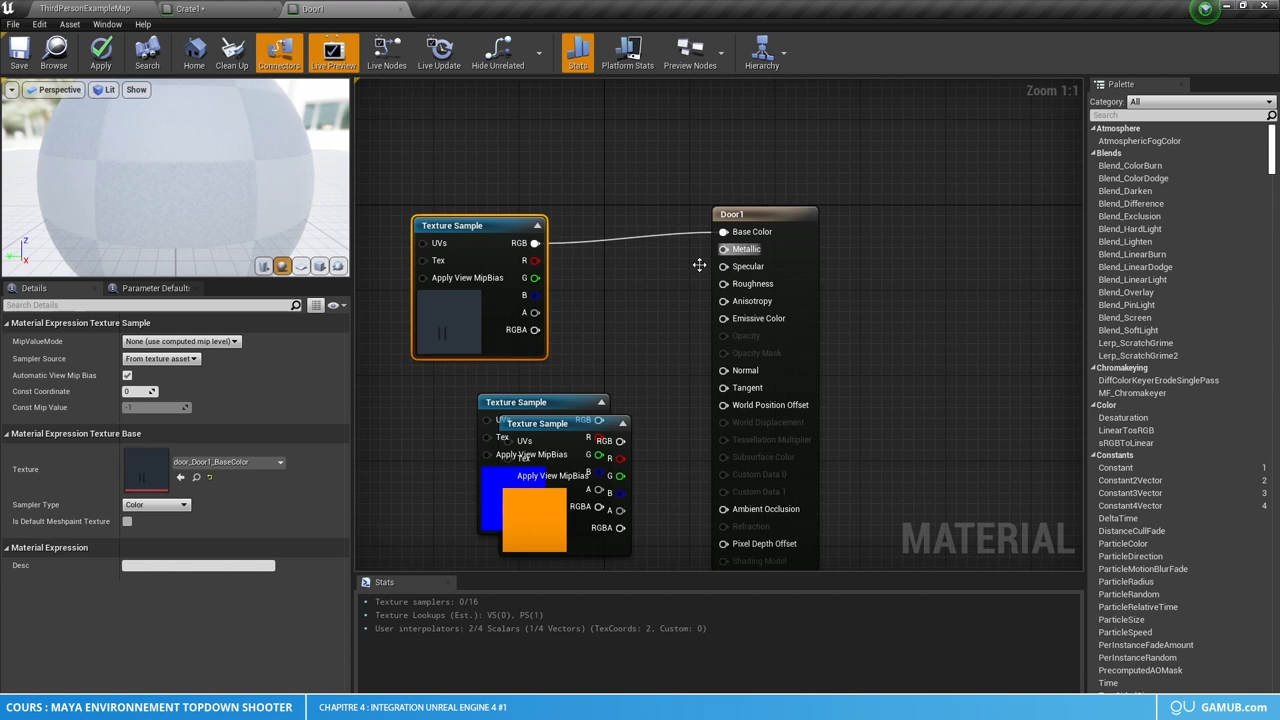 ThirdPersonExampleMap
Crate1*
Door1
File Edit Asset Window Help
Save
Browse
Apply
Search
Home
Clean Up
Connectors
Live Preview
Live Nodes
Live Update
Hide Unrelated
Stats
Platform Stats
Preview Nodes
Hierarchy
Perspective
Lit
Show
Z
X
Details
Parameter Default:
Search Details
Material Expression Texture Sample
MipValueMode
None (use computed mip level)
Sampler Source
From texture asset
Automatic View Mip Bias
Const Coordinate
0
Const Mip Value
-1
Material Expression Texture Base
Texture
door_Door1_BaseColor
Sampler Type
Color
Is Default Meshpaint Texture
Material Expression
Desc
Zoom 1:1
Texture Sample
UVs
RGB
Tex
R
Apply View MipBias
G
B
A
RGBA
Texture Sample
UVs
RGB
Tex
R
Apply View MipBias
G
B
A
RGBA
Texture Sample
UVs
RGB
Tex
R
Apply View MipBias
G
B
A
RGBA
Door1
Base Color
Metallic
Specular
Roughness
Anisotropy
Emissive Color
Opacity
Opacity Mask
Normal
Tangent
World Position Offset
World Displacement
Tessellation Multiplier
Subsurface Color
Custom Data 0
Custom Data 1
Ambient Occlusion
Refraction
Pixel Depth Offset
Shading Model
MATERIAL
Stats
Texture samplers: 0/16
Texture Lookups (Est.): VS(0), PS(1)
User interpolators: 2/4 Scalars (1/4 Vectors) (TexCoords: 2, Custom: 0)
Palette
Category: All
Search
Atmosphere
AtmosphericFogColor
Blends
Blend_ColorBurn
Blend_ColorDodge
Blend_Darken
Blend_Difference
Blend_Exclusion
Blend_HardLight
Blend_Lighten
Blend_LinearBurn
Blend_LinearDodge
Blend_LinearLight
Blend_Overlay
Blend_PinLight
Blend_Screen
Blend_SoftLight
Lerp_ScratchGrime
Lerp_ScratchGrime2
Chromakeying
DiffColorKeyerErodeSinglePass
MF_Chromakeyer
Color
Desaturation
LinearTosRGB
sRGBToLinear
Constants
Constant 1
Constant2Vector 2
Constant3Vector 3
Constant4Vector 4
DeltaTime
DistanceCullFade
ParticleColor
ParticleDirection
ParticleMotionBlurFade
ParticleRadius
ParticleRandom
ParticleRelativeTime
ParticleSize
ParticleSpeed
PerInstanceFadeAmount
PerInstanceRandom
PrecomputedAOMask
Time
COURS : MAYA ENVIRONNEMENT TOPDOWN SHOOTER
CHAPITRE 4 : INTEGRATION UNREAL ENGINE 4 #1
GAMUB.com